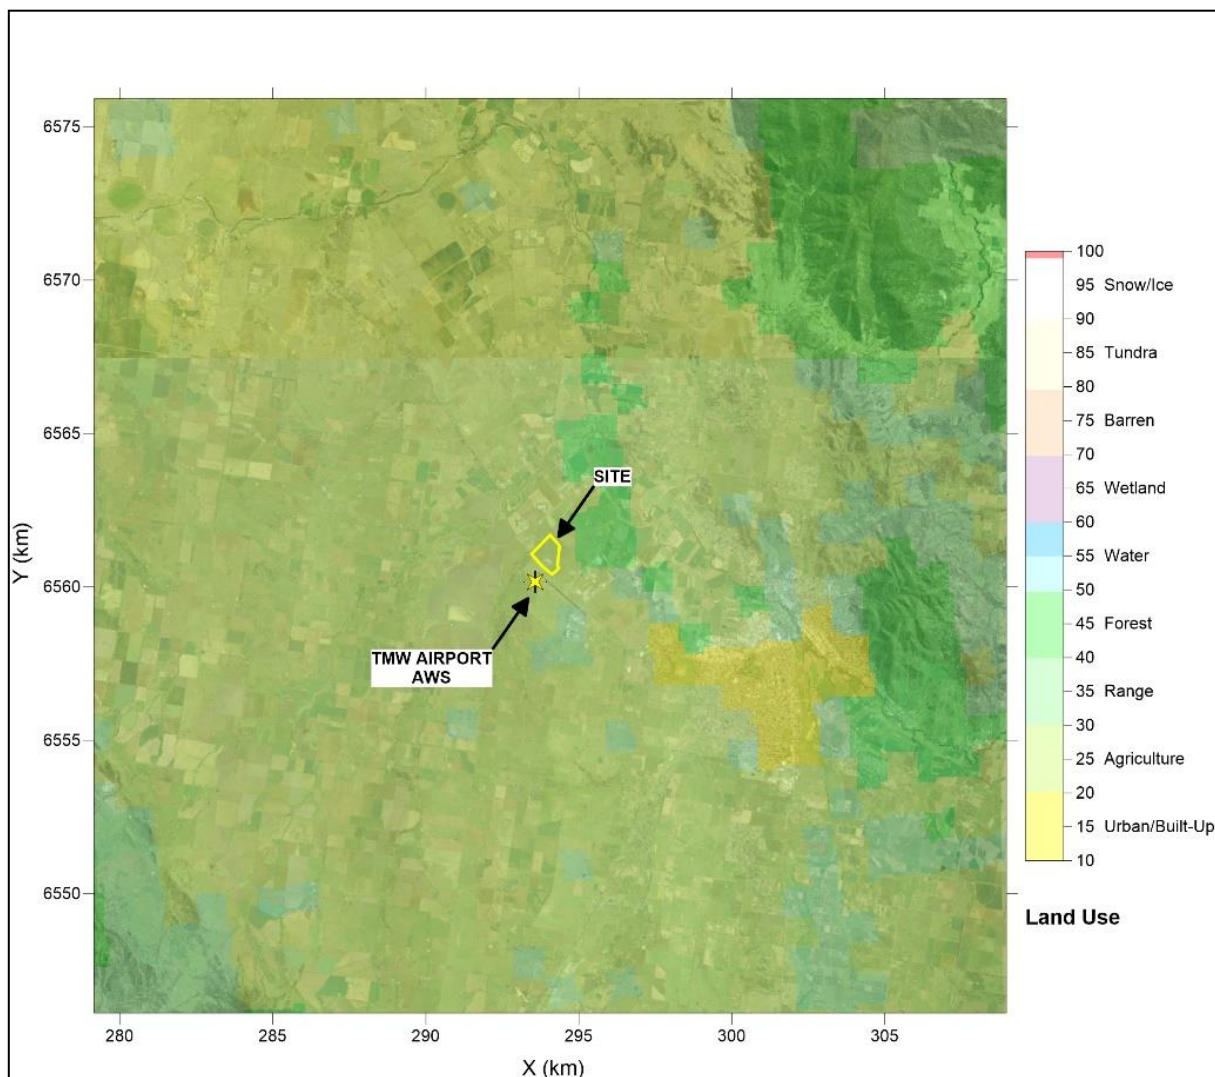 6575
6570
6565
6560
6555
6550
Y (km)
280
285
290
295
300
305
X (km)
SITE
TMW AIRPORT
AWS
100
95 Snow/Ice
90
85 Tundra
80
75 Barren
70
65 Wetland
60
55 Water
50
45 Forest
40
35 Range
30
25 Agriculture
20
15 Urban/Built-Up
10
Land Use